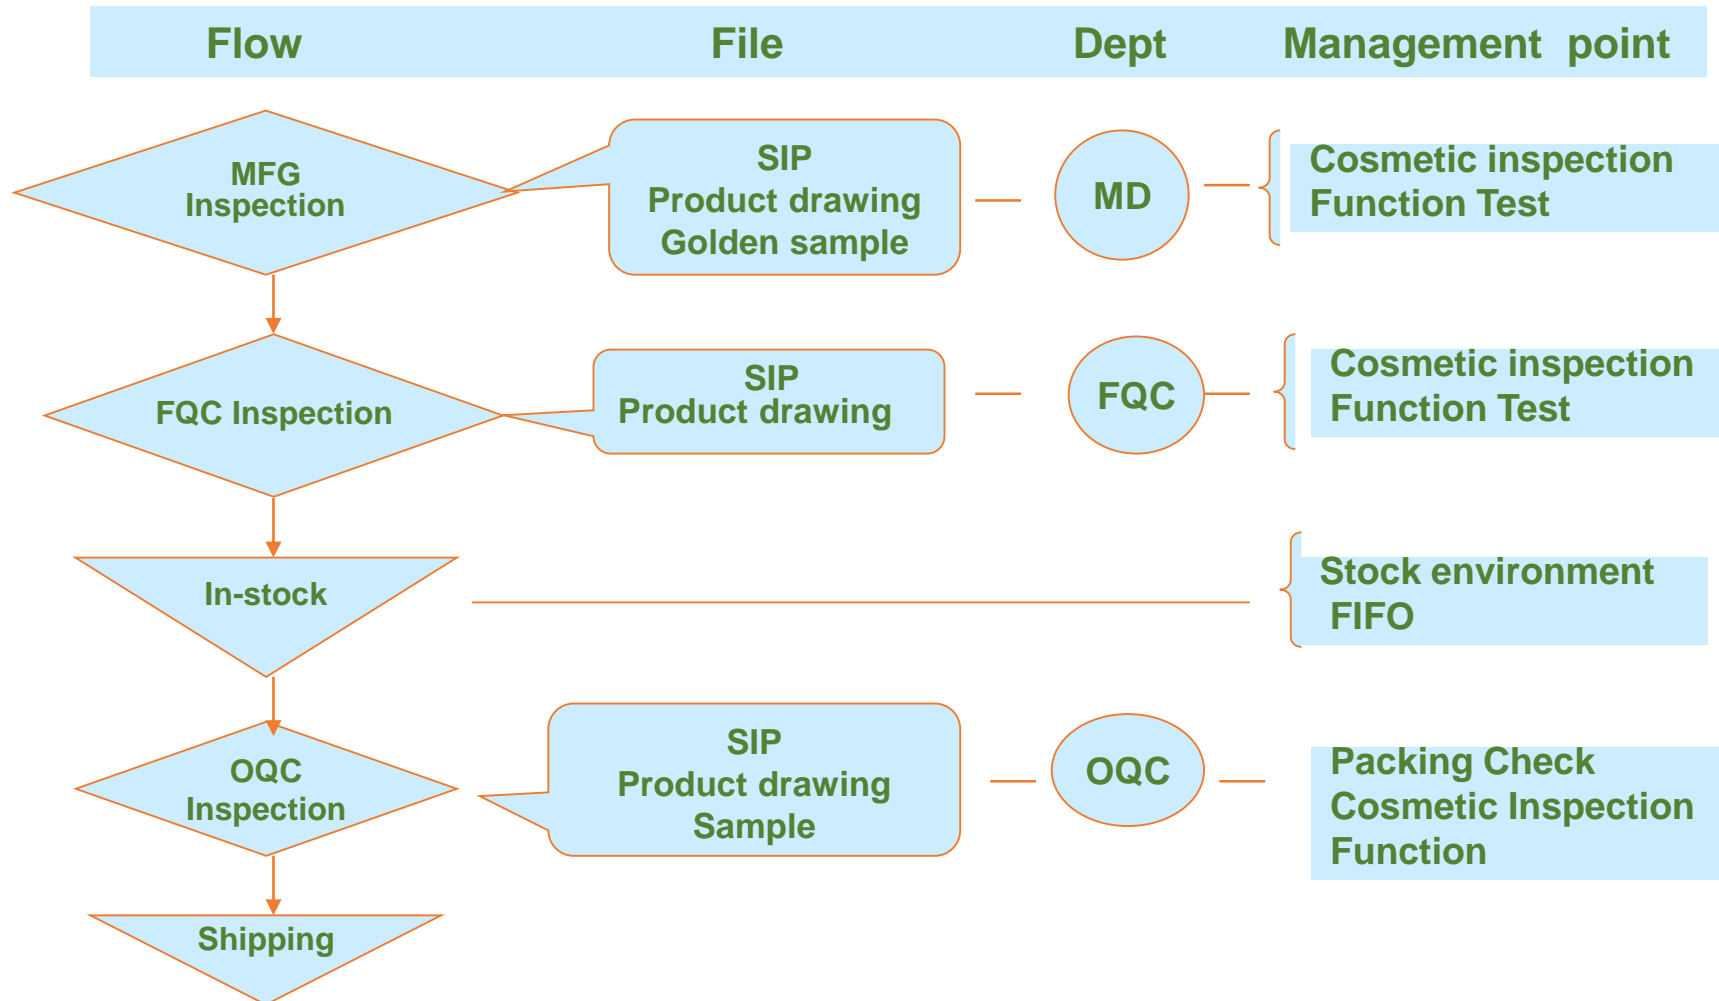 Flow File Dept Management point
MFG
Inspection
SIP
Product drawing
Golden sample
MD
Cosmetic inspection
Function Test
FQC Inspection
SIP
Product drawing
FQC
Cosmetic inspection
Function Test
In-stock
Stock environment
FIFO
OQC
Inspection
SIP
Product drawing
Sample
OQC
Packing Check
Cosmetic Inspection
Function
Shipping